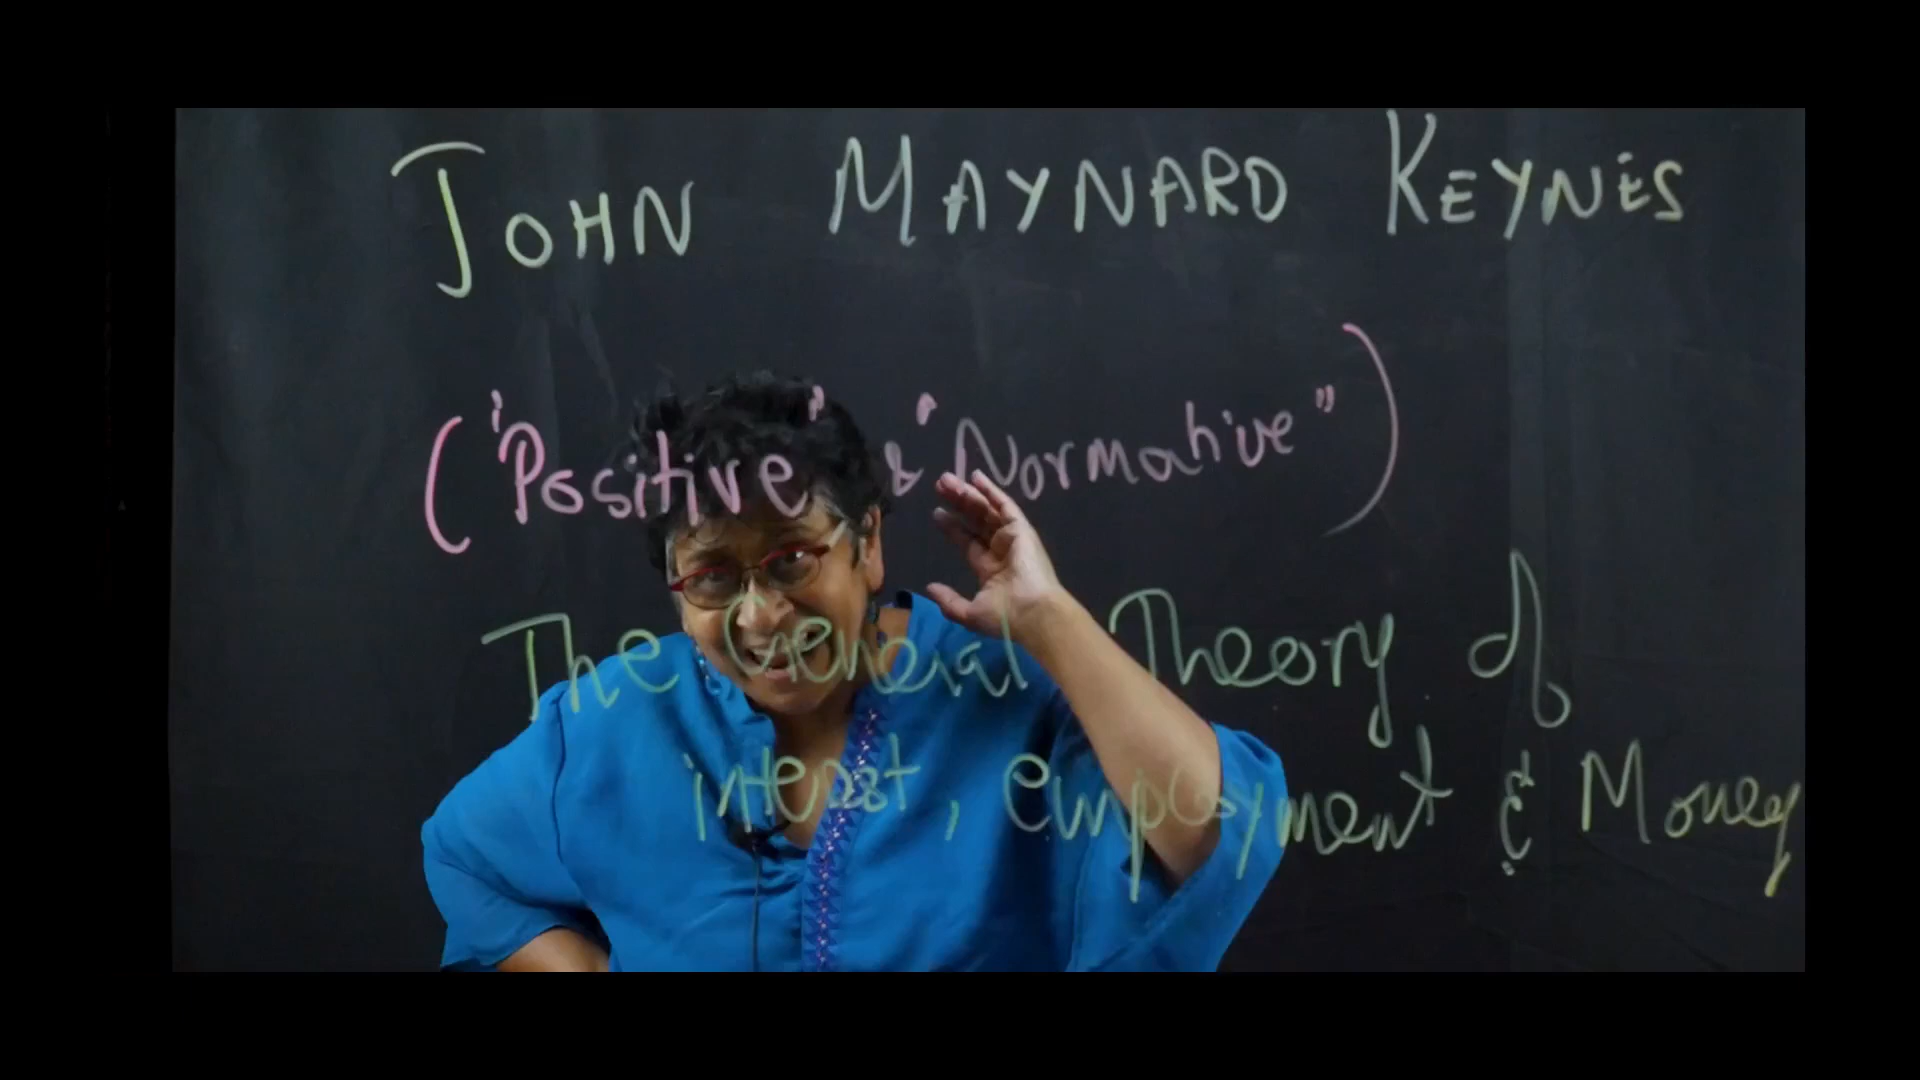 JOHN MAYNARD KEYNES
("Positive" & "Normative")
The General Theory of
interest, employment & Money